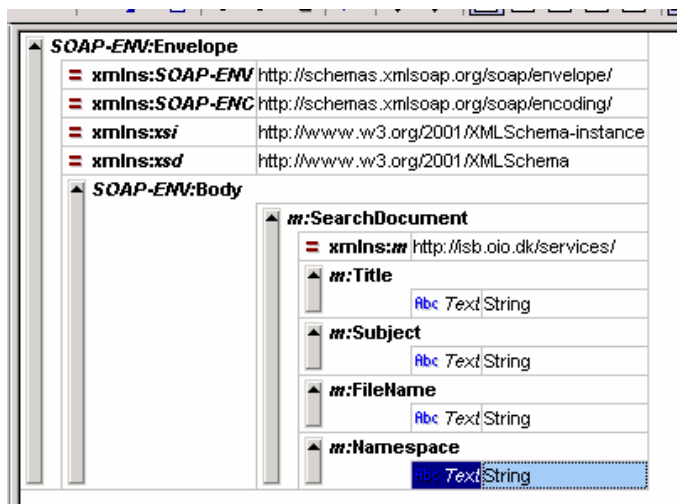 SOAP-ENV:Envelope
= xmlns:SOAP-ENV http://schemas.xmlsoap.org/soap/envelope/
= xmlns:SOAP-ENC http://schemas.xmlsoap.org/soap/encoding/
= xmlns:xsi http://www.w3.org/2001/XMLSchema-instance
= xmlns:xsd http://www.w3.org/2001/XMLSchema
SOAP-ENV:Body
m:SearchDocument
= xmlns:m http://isb.oio.dk/services/
m:Title
Abc Text String
m:Subject
Abc Text String
m:FileName
Abc Text String
m:Namespace
Abc Text String